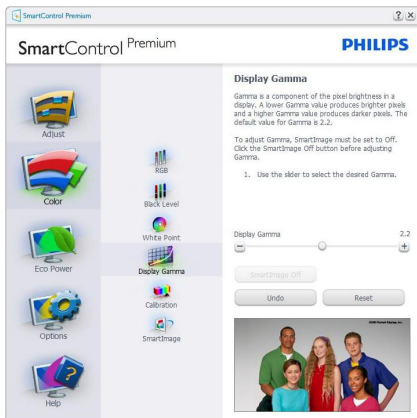 SmartControl Premium
SmartControl Premium
PHILIPS
Adjust
Color
Eco Power
Options
Help
RGB
Black Level
White Point
Display Gamma
Calibration
SmartImage
Display Gamma
Gamma is a component of the pixel brightness in a
display. A lower Gamma value produces brighter pixels
and a higher Gamma value produces darker pixels. The
default value for Gamma is 2.2.
To adjust Gamma, SmartImage must be set to Off.
Click the SmartImage Off button before adjusting
Gamma.
1. Use the slider to select the desired Gamma.
Display Gamma 2.2
SmartImage Off
Undo Reset